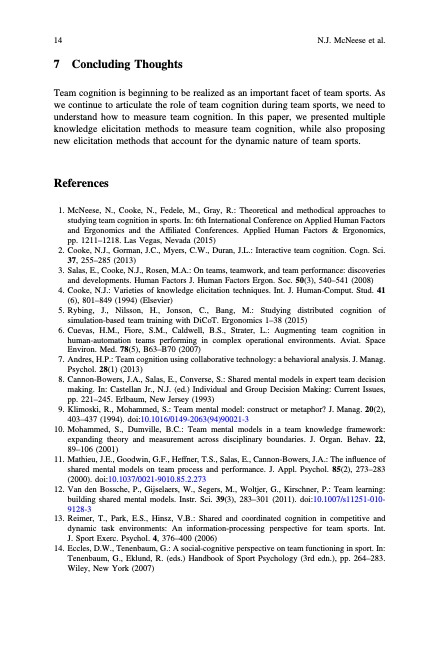 14
N.J. McNeese et al.
7 Concluding Thoughts
Team cognition is beginning to be realized as an important facet of team sports. As
we continue to articulate the role of team cognition during team sports, we need to
understand how to measure team cognition. In this paper, we presented multiple
knowledge elicitation methods to measure team cognition, while also proposing
new elicitation methods that account for the dynamic nature of team sports.
References
1. McNeese, N., Cooke, N., Fedele, M., Gray, R.: Theoretical and methodical approaches to
studying team cognition in sports. In: 6th International Conference on Applied Human Factors
and Ergonomics and the Affiliated Conferences. Applied Human Factors & Ergonomics,
pp. 1211–1218. Las Vegas, Nevada (2015)
2. Cooke, N.J., Gorman, J.C., Myers, C.W., Duran, J.L.: Interactive team cognition. Cogn. Sci.
37, 255–285 (2013)
3. Salas, E., Cooke, N.J., Rosen, M.A.: On teams, teamwork, and team performance: discoveries
and developments. Human Factors J. Human Factors Ergon. Soc. 50(3), 540–541 (2008)
4. Cooke, N.J.: Varieties of knowledge elicitation techniques. Int. J. Human-Comput. Stud. 41
(6), 801–849 (1994) (Elsevier)
5. Rybing, J., Nilsson, H., Jonson, C., Bang, M.: Studying distributed cognition of
simulation-based team training with DiCoT. Ergonomics 1–38 (2015)
6. Cuevas, H.M., Fiore, S.M., Caldwell, B.S., Strater, L.: Augmenting team cognition in
human-automation teams performing in complex operational environments. Aviat. Space
Environ. Med. 78(5), B63–B70 (2007)
7. Andres, H.P.: Team cognition using collaborative technology: a behavioral analysis. J. Manag.
Psychol. 28(1) (2013)
8. Cannon-Bowers, J.A., Salas, E., Converse, S.: Shared mental models in expert team decision
making. In: Castellan Jr., N.J. (ed.) Individual and Group Decision Making: Current Issues,
pp. 221–245. Erlbaum, New Jersey (1993)
9. Klimoski, R., Mohammed, S.: Team mental model: construct or metaphor? J. Manag. 20(2),
403–437 (1994). doi:10.1016/0149-2063(94)90021-3
10. Mohammed, S., Dumville, B.C.: Team mental models in a team knowledge framework:
expanding theory and measurement across disciplinary boundaries. J. Organ. Behav. 22,
89–106 (2001)
11. Mathieu, J.E., Goodwin, G.F., Heffner, T.S., Salas, E., Cannon-Bowers, J.A.: The influence of
shared mental models on team process and performance. J. Appl. Psychol. 85(2), 273–283
(2000). doi:10.1037/0021-9010.85.2.273
12. Van den Bossche, P., Gijselaers, W., Segers, M., Woltjer, G., Kirschner, P.: Team learning:
building shared mental models. Instr. Sci. 39(3), 283–301 (2011). doi:10.1007/s11251-010-
9128-3
13. Reimer, T., Park, E.S., Hinsz, V.B.: Shared and coordinated cognition in competitive and
dynamic task environments: An information-processing perspective for team sports. Int.
J. Sport Exerc. Psychol. 4, 376–400 (2006)
14. Eccles, D.W., Tenenbaum, G.: A social-cognitive perspective on team functioning in sport. In:
Tenenbaum, G., Eklund, R. (eds.) Handbook of Sport Psychology (3rd edn.), pp. 264–283.
Wiley, New York (2007)